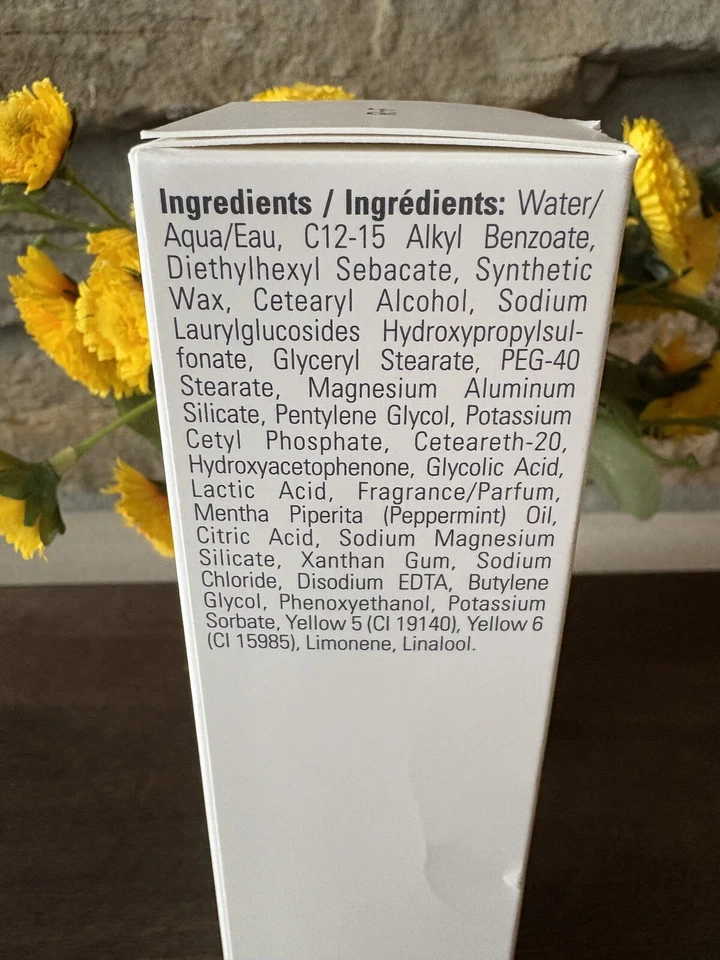 Ingredients / Ingrédients: Water/
Aqua/Eau, C12-15 Alkyl Benzoate,
Diethylhexyl Sebacate, Synthetic
Wax, Cetearyl Alcohol, Sodium
Laurylglucosides Hydroxypropylsul-
fonate, Glyceryl Stearate, PEG-40
Stearate, Magnesium Aluminum
Silicate, Pentylene Glycol, Potassium
Cetyl Phosphate, Ceteareth-20,
Hydroxyacetophenone, Glycolic Acid,
Lactic Acid, Fragrance/Parfum,
Mentha Piperita (Peppermint) Oil,
Citric Acid, Sodium Magnesium
Silicate, Xanthan Gum, Sodium
Chloride, Disodium EDTA, Butylene
Glycol, Phenoxyethanol, Potassium
Sorbate, Yellow 5 (CI 19140), Yellow 6
(CI 15985), Limonene, Linalool.